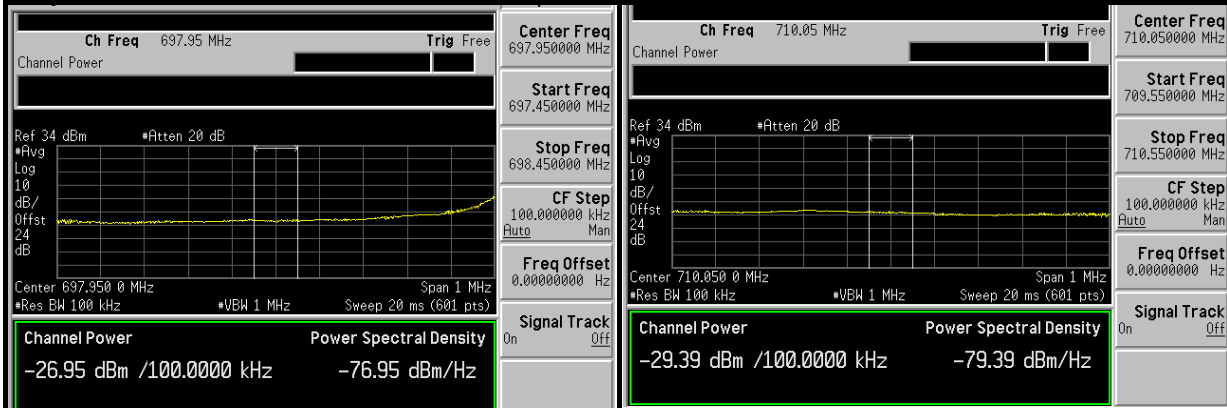 Ch Freq 697.95 MHz Trig Free
Channel Power
Ref 34 dBm #Atten 20 dB
#Avg
Log
10
dB/
Offst
24
dB
Center 697.950 0 MHz Span 1 MHz
#Res BW 100 kHz #VBW 1 MHz Sweep 20 ms (601 pts)
Channel Power Power Spectral Density
-26.95 dBm /100.0000 kHz -76.95 dBm/Hz
Center Freq
697.950000 MHz
Start Freq
697.450000 MHz
Stop Freq
698.450000 MHz
CF Step
100.000000 kHz
Auto Man
Freq Offset
0.00000000 Hz
Signal Track
On Off
Ch Freq 710.05 MHz Trig Free
Channel Power
Ref 34 dBm #Atten 20 dB
#Avg
Log
10
dB/
Offst
24
dB
Center 710.050 0 MHz Span 1 MHz
#Res BW 100 kHz #VBW 1 MHz Sweep 20 ms (601 pts)
Channel Power Power Spectral Density
-29.39 dBm /100.0000 kHz -79.39 dBm/Hz
Center Freq
710.050000 MHz
Start Freq
709.550000 MHz
Stop Freq
710.550000 MHz
CF Step
100.000000 kHz
Auto Man
Freq Offset
0.00000000 Hz
Signal Track
On Off